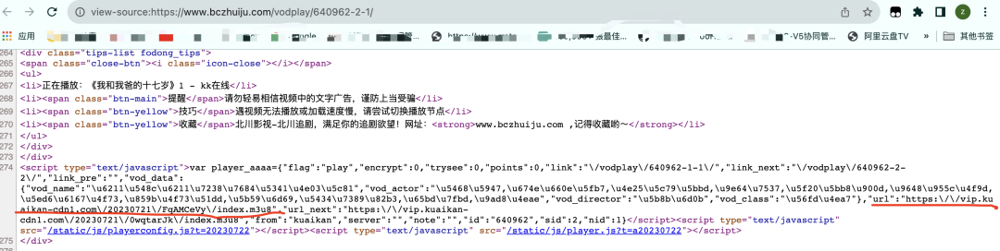 view-source:https://www.bczhuiju.com/vodplay/640962-2-1/
应用
-V5协同管...
阿里云盘TV
»
其他书签
264 <div class="tips-list fodong_tips">
265 <span class="close-btn"><i class="icon-close"></i></span>
266 <ul>
267 <li>正在播放：《我和我爸的十七岁》1 - kk在线</li>
268 <li><span class="btn-main">提醒</span>请勿轻易相信视频中的文字广告，谨防上当受骗</li>
269 <li><span class="btn-yellow">技巧</span>遇视频无法播放或加载速度慢，请尝试切换播放节点</li>
270 <li><span class="btn-yellow">收藏</span>北川影视-北川追剧，满足你的追剧欲望！网址：<strong>www.bczhuiju.com ,记得收藏哟～</strong></li>
271 </ul>
272 </div>
273 </div>
274 <script type="text/javascript">var player_aaaa={"flag":"play","encrypt":0,"trysee":0,"points":0,"link":"\/vodplay\/640962-1-1\/","link_next":"\/vodplay\/640962-2-
2\/","link_pre":"","vod_data":
{"vod_name":"\u6211\u548c\u6211\u7238\u7684\u5341\u4e03\u5c81","vod_actor":"\u5468\u5947,\u674e\u660e\u5fb7,\u4e25\u5c79\u5bbd,\u9e64\u7537,\u5f20\u5bb8\u900d,\u9648\u955c\u4f9d,
\u5ed6\u6167\u4f73,\u859b\u4f73\u51dd,\u5b59\u6d69,\u5434\u7389\u82b3,\u65bd\u7fbd,\u9ad8\u4eae","vod_director":"\u5b8b\u6d0b","vod_class":"\u56fd\u4ea7"},"url":"https:\/\/vip.ku
aikan-cdn1.com\/20230721\/FqAMCeVy\/index.m3u8","url_next":"https:\/\/vip.kuaikan-
cdn1.com\/20230721\/0wqtarJk\/index.m3u8","from":"kuaikan","server":"","note":"","id":"640962","sid":2,"nid":1}</script><script type="text/javascript"
src="/static/js/playerconfig.js?t=20230722"></script><script type="text/javascript" src="/static/js/player.js?t=a20230722"></script>
275 </div>